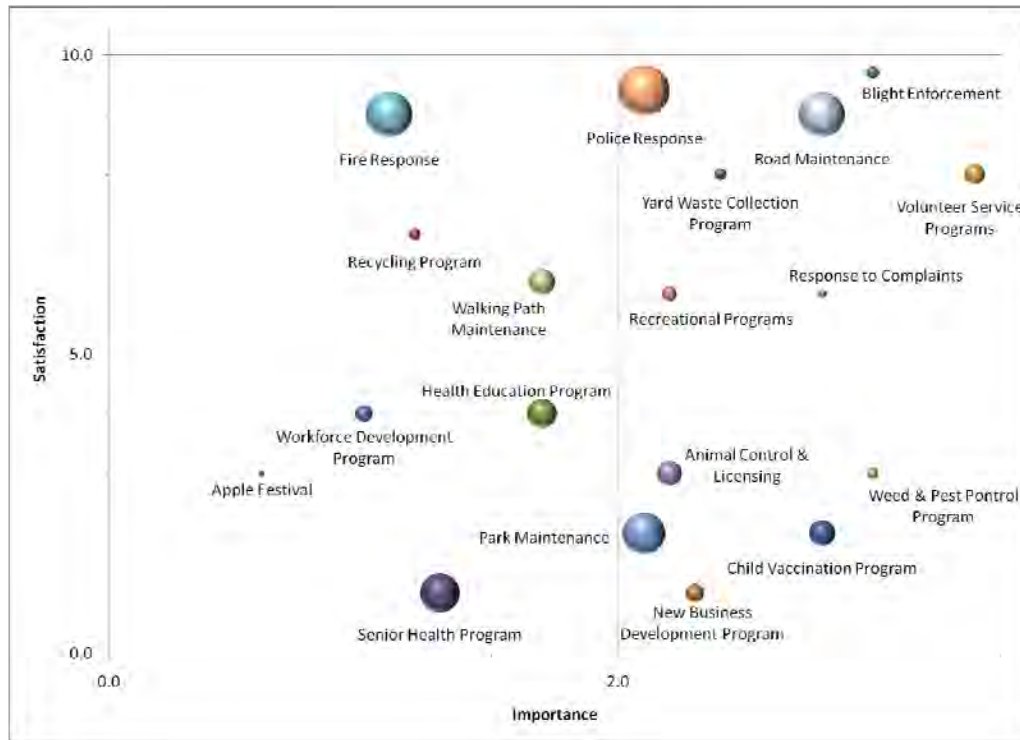 10.0
Blight Enforcement
Police Response
Fire Response
Road Maintenance
Yard Waste Collection
Program
Volunteer Service
Programs
Recycling Program
Response to Complaints
Walking Path
Maintenance
Recreational Programs
Satisfaction
5.0
Health Education Program
Workforce Development
Program
Animal Control &
Licensing
Apple Festival
Weed & Pest Pontrol
Program
Park Maintenance
Child Vaccination Program
New Business
Development Program
Senior Health Program
0.0
0.0
2.0
Importance